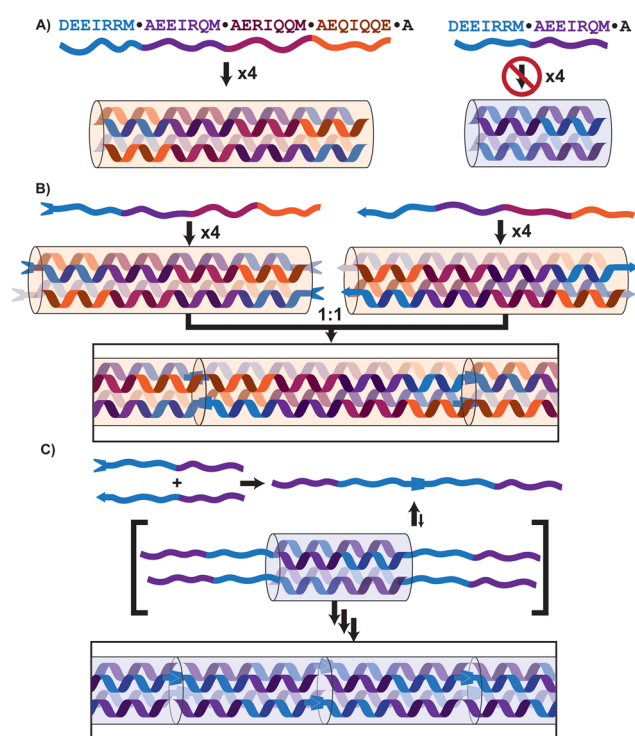 A) DEEIRRM•AEEIRQM•AERIQQM•AEQIQQE•A DEEIRRM•AEEIRQM•A
x4 x4
B)
x4 x4
1:1
C)
+